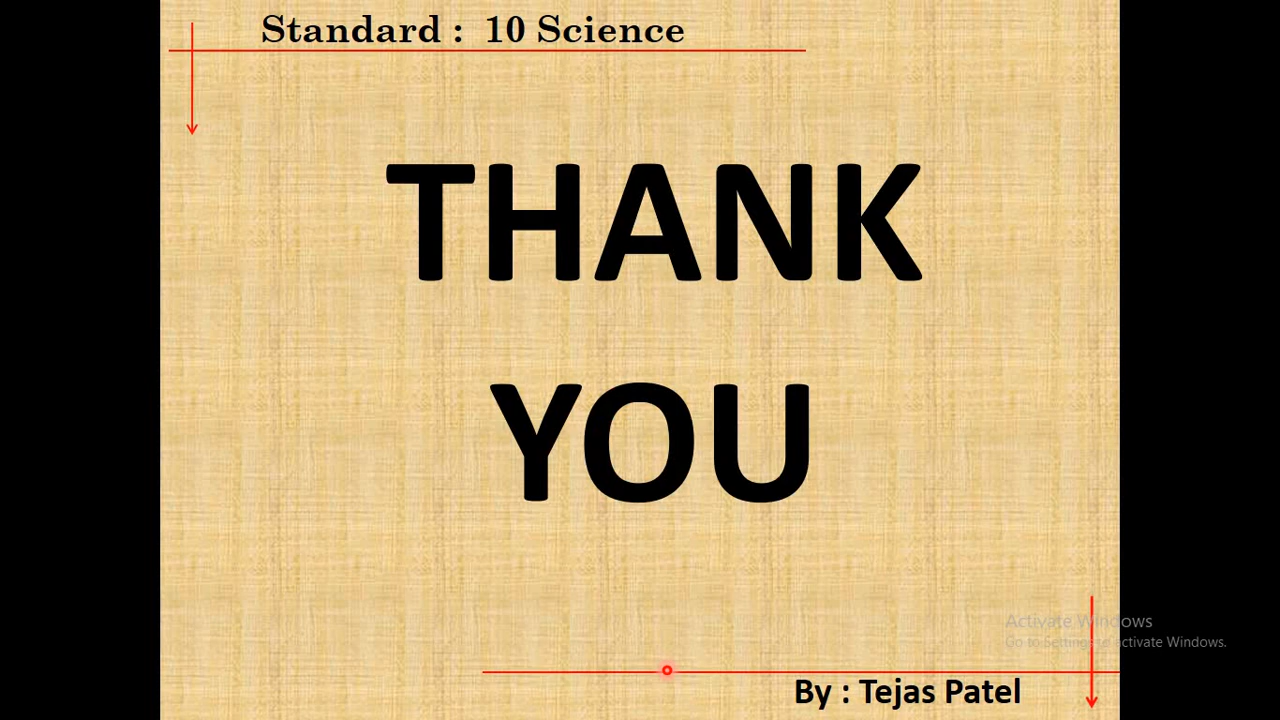 Standard : 10 Science
THANK
YOU
Activate Windows
Go to Settings to activate Windows.
By : Tejas Patel